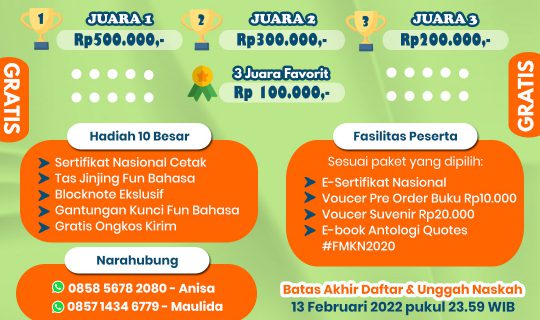 1
JUARA 1
Rp500.000,-
2
JUARA 2
Rp300.000,-
3
JUARA 3
Rp200.000,-
3 Juara Favorit
Rp 100.000,-
GRATIS
GRATIS
Hadiah 10 Besar
Sertifikat Nasional Cetak
Tas Jinjing Fun Bahasa
Blocknote Ekslusif
Gantungan Kunci Fun Bahasa
Gratis Ongkos Kirim
Fasilitas Peserta
Sesuai paket yang dipilih:
E-Sertifikat Nasional
Voucer Pre Order Buku Rp10.000
Voucer Suvenir Rp20.000
E-book Antologi Quotes
#FMKN2020
Narahubung
0858 5678 2080 - Anisa
0857 1434 6779 - Maulida
Batas Akhir Daftar & Unggah Naskah
13 Februari 2022 pukul 23.59 WIB